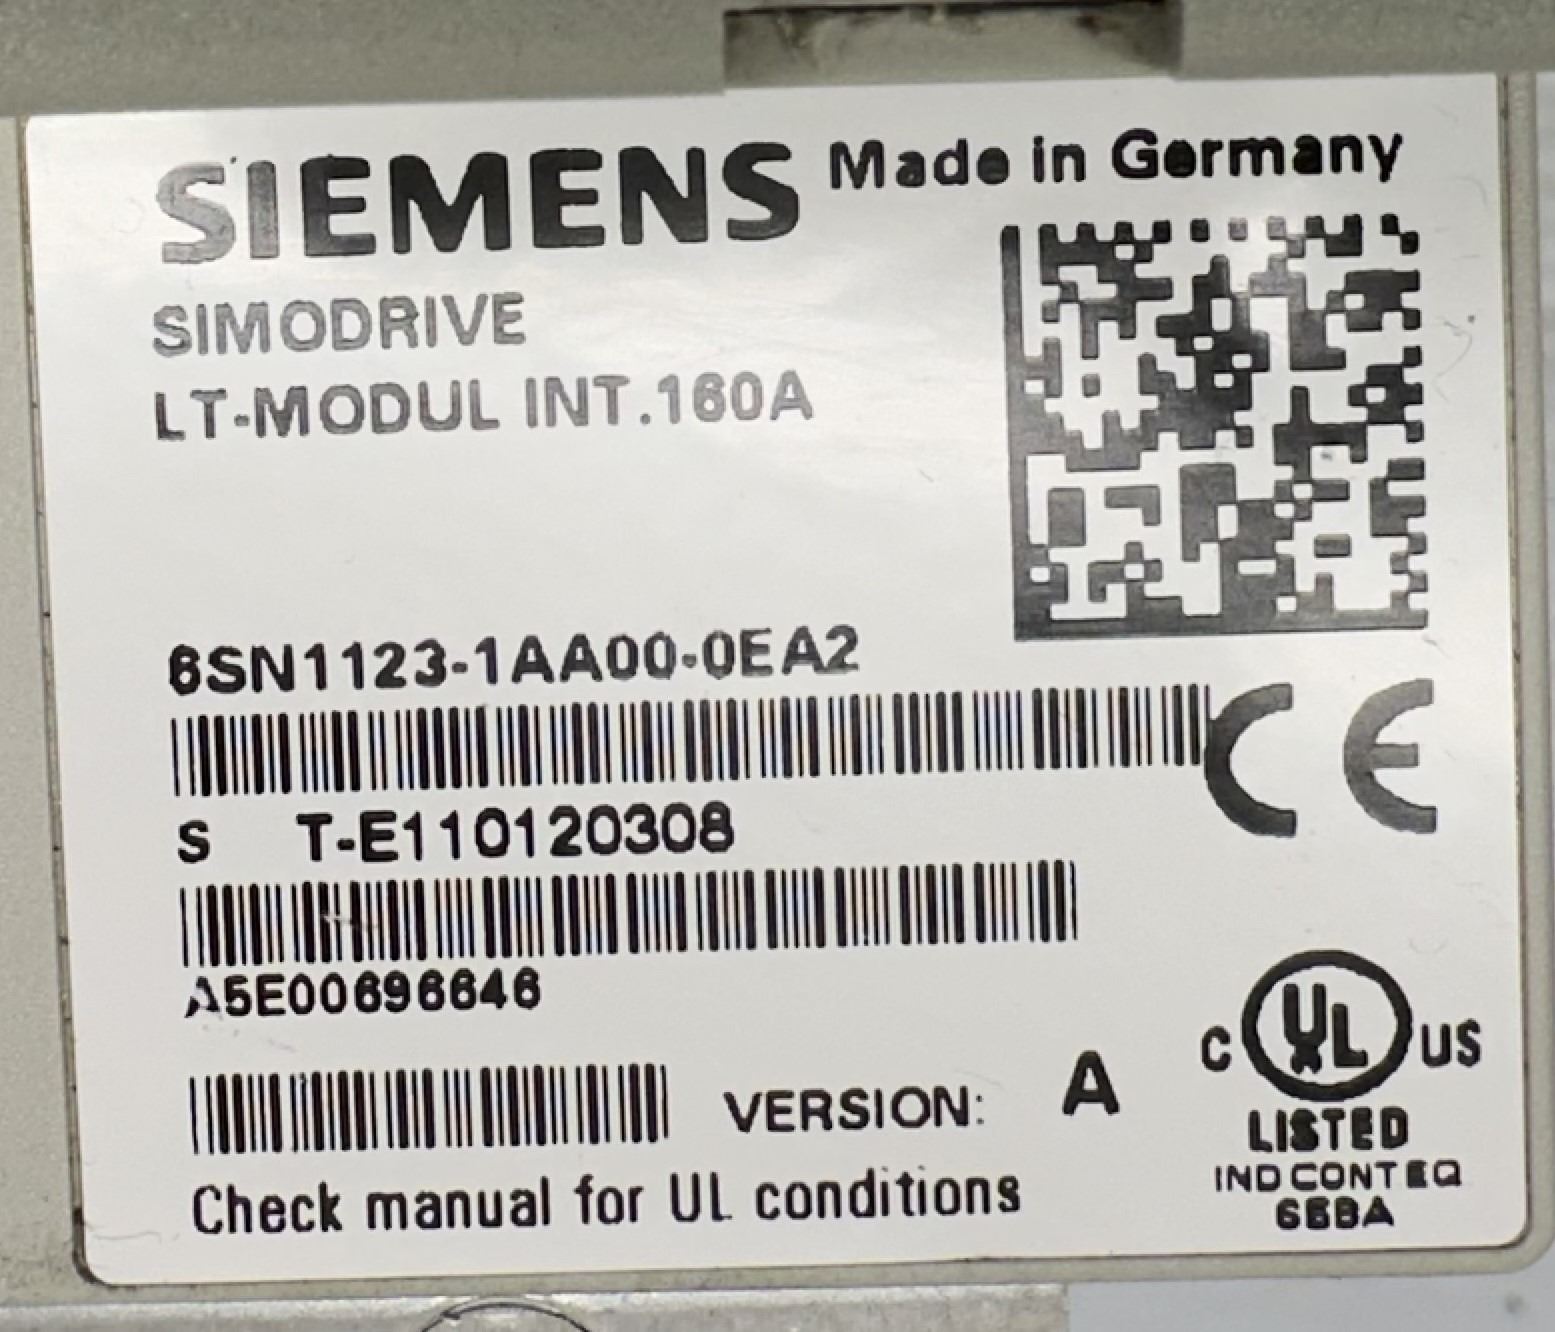 SIEMENS Made in Germany
SIMODRIVE
LT-MODUL INT.160A
6SN1123-1AA00-0EA2
CE
S T-E110120308
A5E00696646
VERSION: A
C UL US
LISTED
IND CONT EQ
Check manual for UL conditions